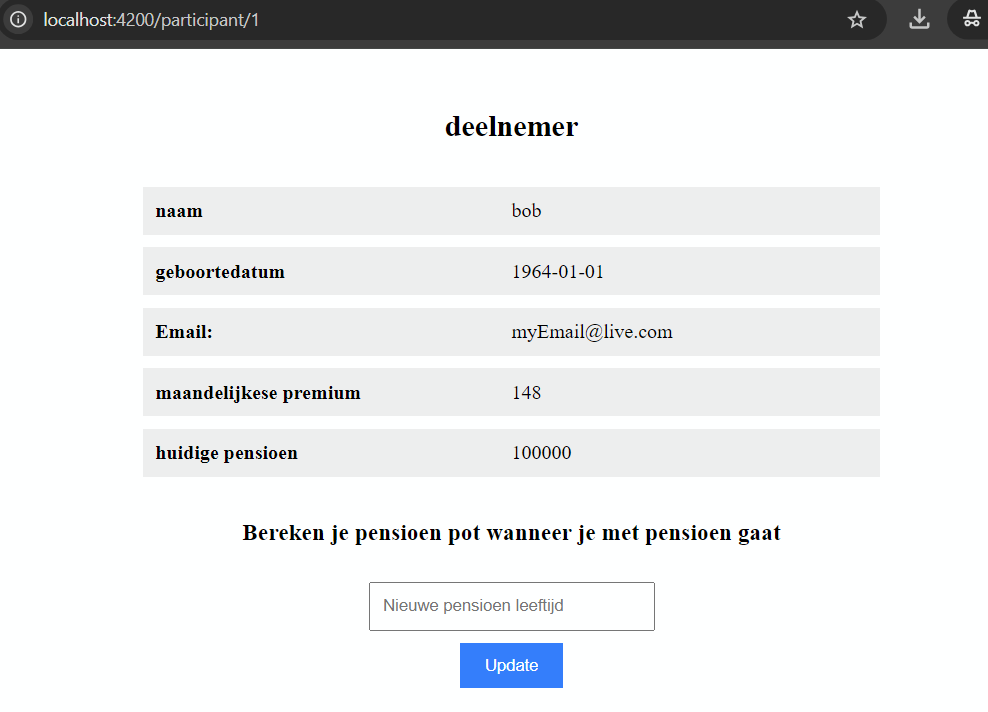 localhost:4200/participant/1
deelnemer
naam bob
geboortedatum 1964-01-01
Email: myEmail@live.com
maandelijkese premium 148
huidige pensioen 100000
Bereken je pensioen pot wanneer je met pensioen gaat
Nieuwe pensioen leeftijd
Update